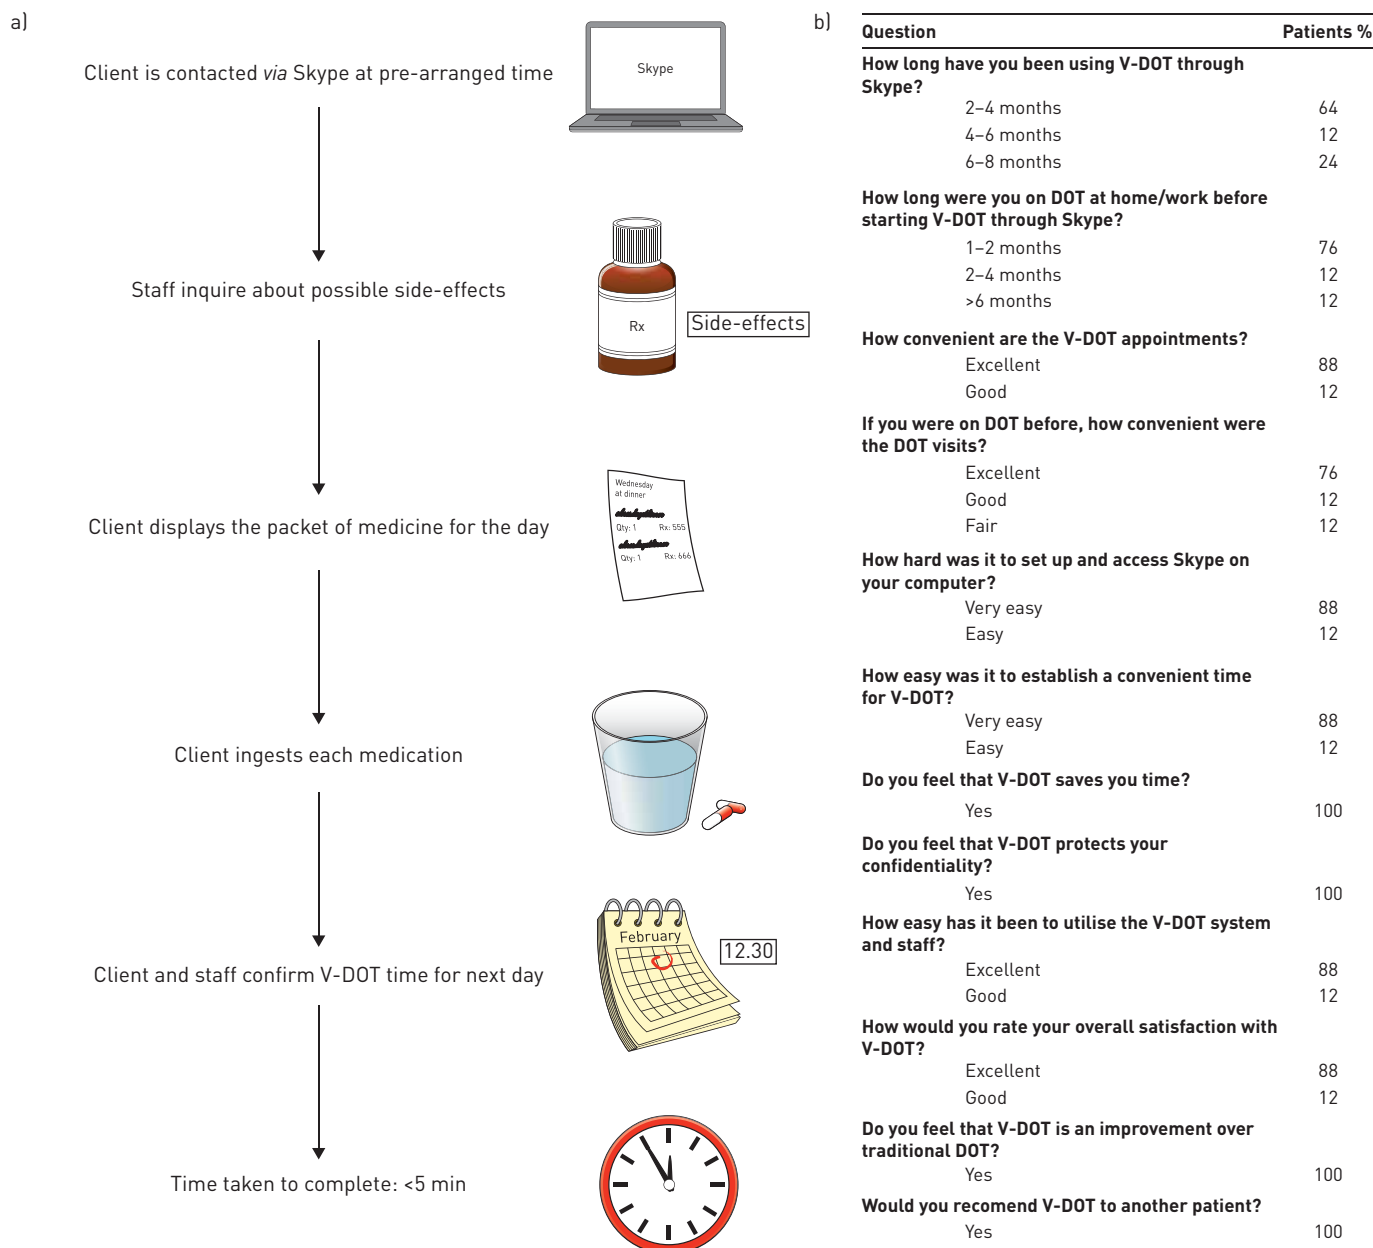 a)
Client is contacted via Skype at pre-arranged time
Skype
Staff inquire about possible side-effects
Rx
Side-effects
Client displays the packet of medicine for the day
Wednesday
at dinner
Qty: 1 Rx: 555
Qty: 1 Rx: 666
Client ingests each medication
Client and staff confirm V-DOT time for next day
February
12.30
Time taken to complete: <5 min
b)
Question Patients %
How long have you been using V-DOT through
Skype?
2–4 months 64
4–6 months 12
6–8 months 24
How long were you on DOT at home/work before
starting V-DOT through Skype?
1–2 months 76
2–4 months 12
>6 months 12
How convenient are the V-DOT appointments?
Excellent 88
Good 12
If you were on DOT before, how convenient were
the DOT visits?
Excellent 76
Good 12
Fair 12
How hard was it to set up and access Skype on
your computer?
Very easy 88
Easy 12
How easy was it to establish a convenient time
for V-DOT?
Very easy 88
Easy 12
Do you feel that V-DOT saves you time?
Yes 100
Do you feel that V-DOT protects your
confidentiality?
Yes 100
How easy has it been to utilise the V-DOT system
and staff?
Excellent 88
Good 12
How would you rate your overall satisfaction with
V-DOT?
Excellent 88
Good 12
Do you feel that V-DOT is an improvement over
traditional DOT?
Yes 100
Would you recomend V-DOT to another patient?
Yes 100